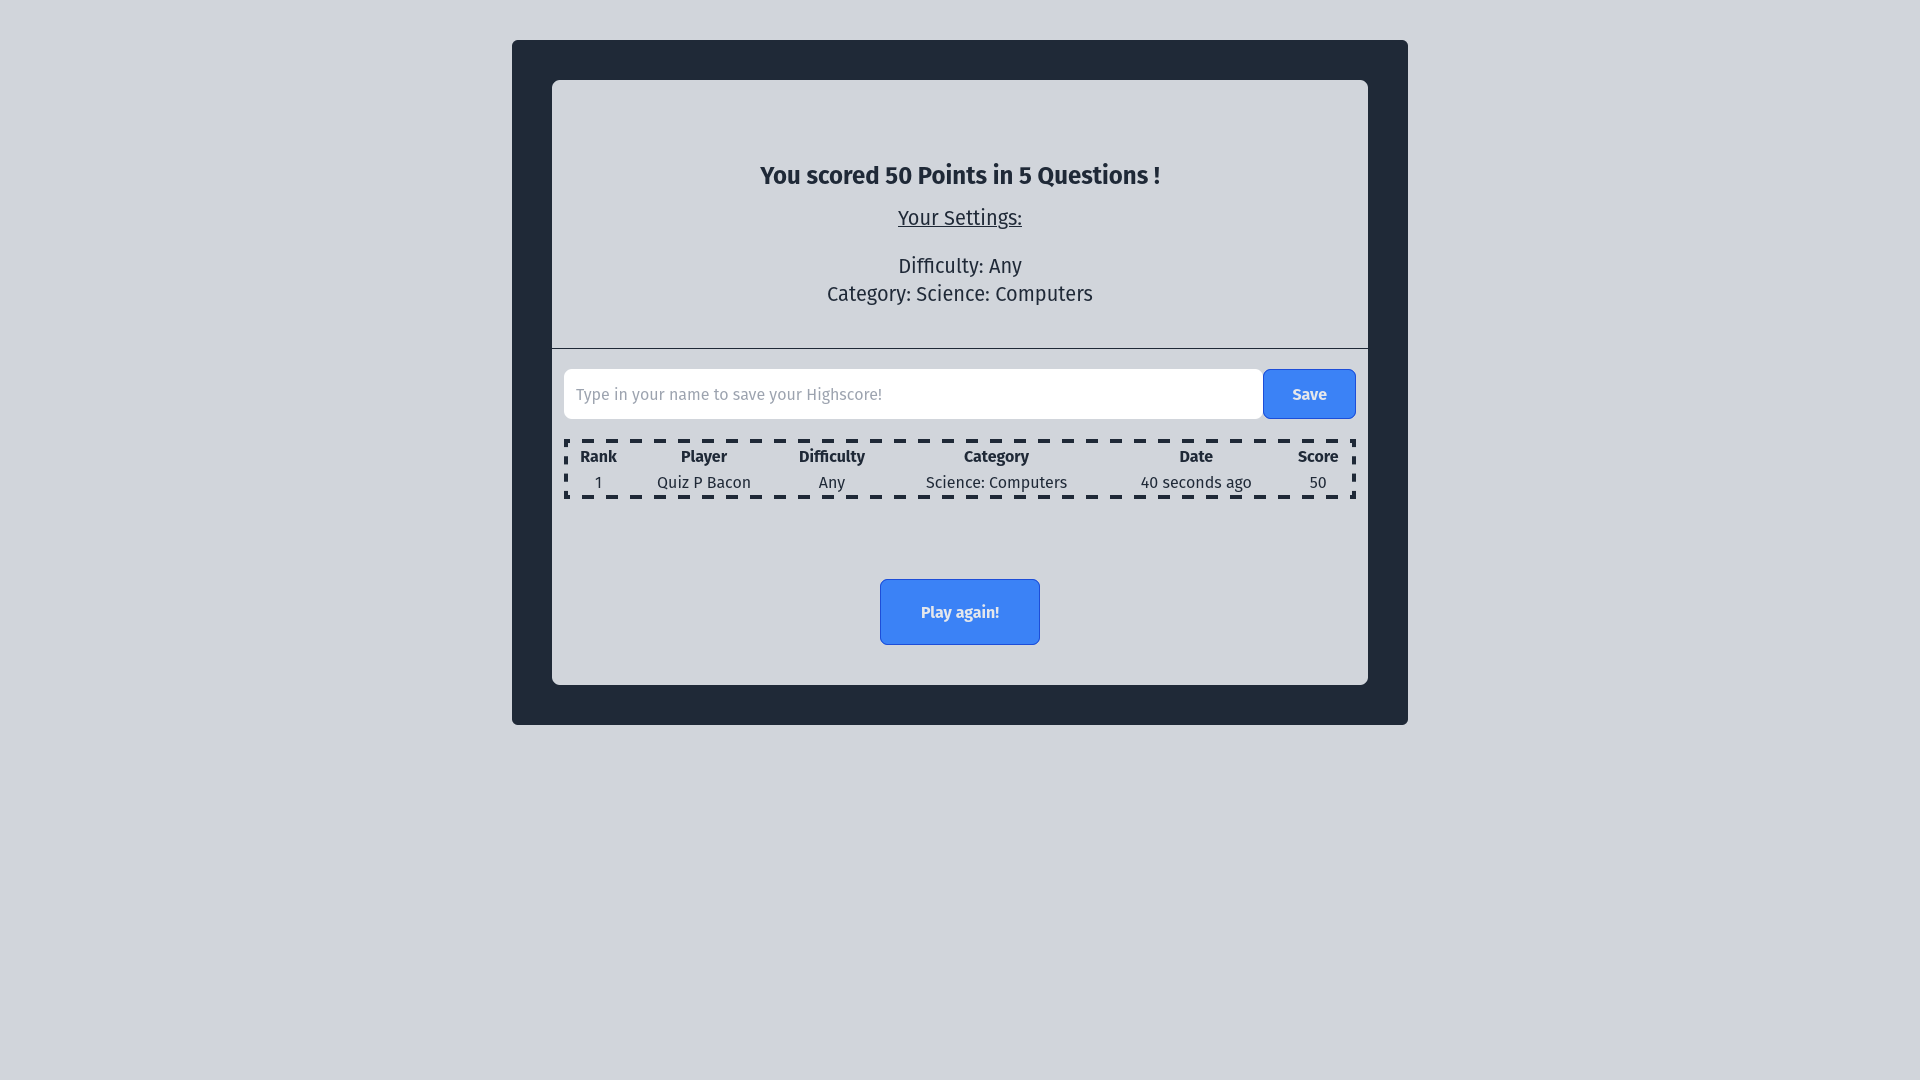 You scored 50 Points in 5 Questions !
Your Settings:
Difficulty: Any
Category: Science: Computers
Type in your name to save your Highscore! Save
Rank Player Difficulty Category Date Score
1 Quiz P Bacon Any Science: Computers 40 seconds ago 50
Play again!